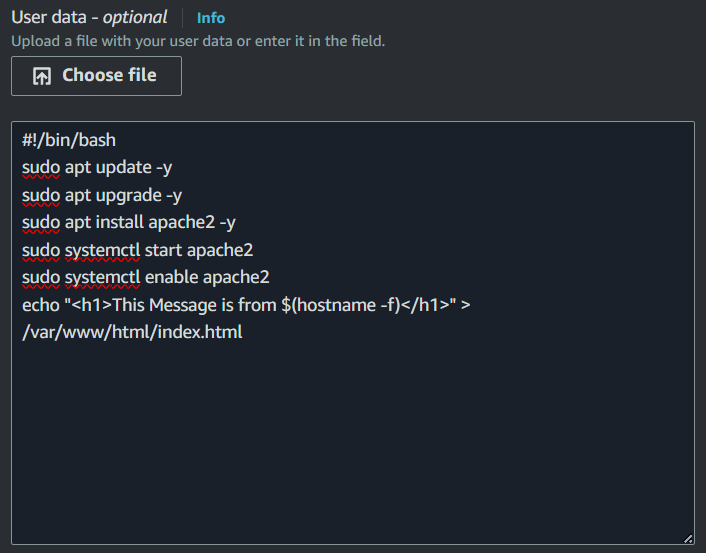 User data - optional Info
Upload a file with your user data or enter it in the field.
Choose file
#!/bin/bash
sudo apt update -y
sudo apt upgrade -y
sudo apt install apache2 -y
sudo systemctl start apache2
sudo systemctl enable apache2
echo "<h1>This Message is from $(hostname -f)</h1>" >
/var/www/html/index.html